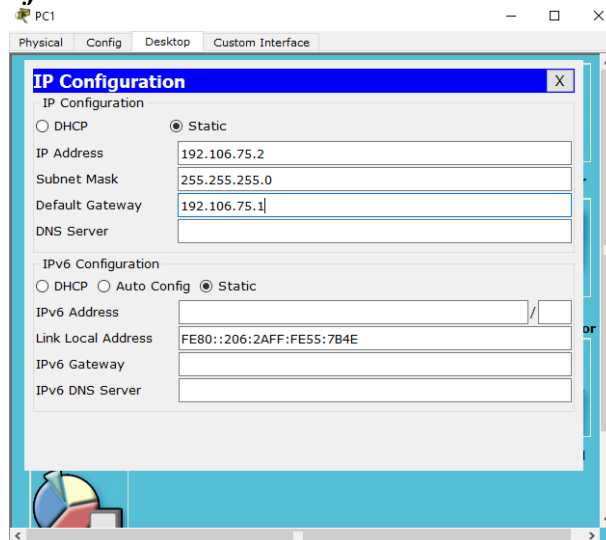 PC1
Physical Config Desktop Custom Interface
IP Configuration X
IP Configuration
DHCP Static
IP Address 192.106.75.2
Subnet Mask 255.255.255.0
Default Gateway 192.106.75.1
DNS Server
IPv6 Configuration
DHCP Auto Config Static
IPv6 Address /
Link Local Address FE80::206:2AFF:FE55:7B4E
IPv6 Gateway
IPv6 DNS Server
or